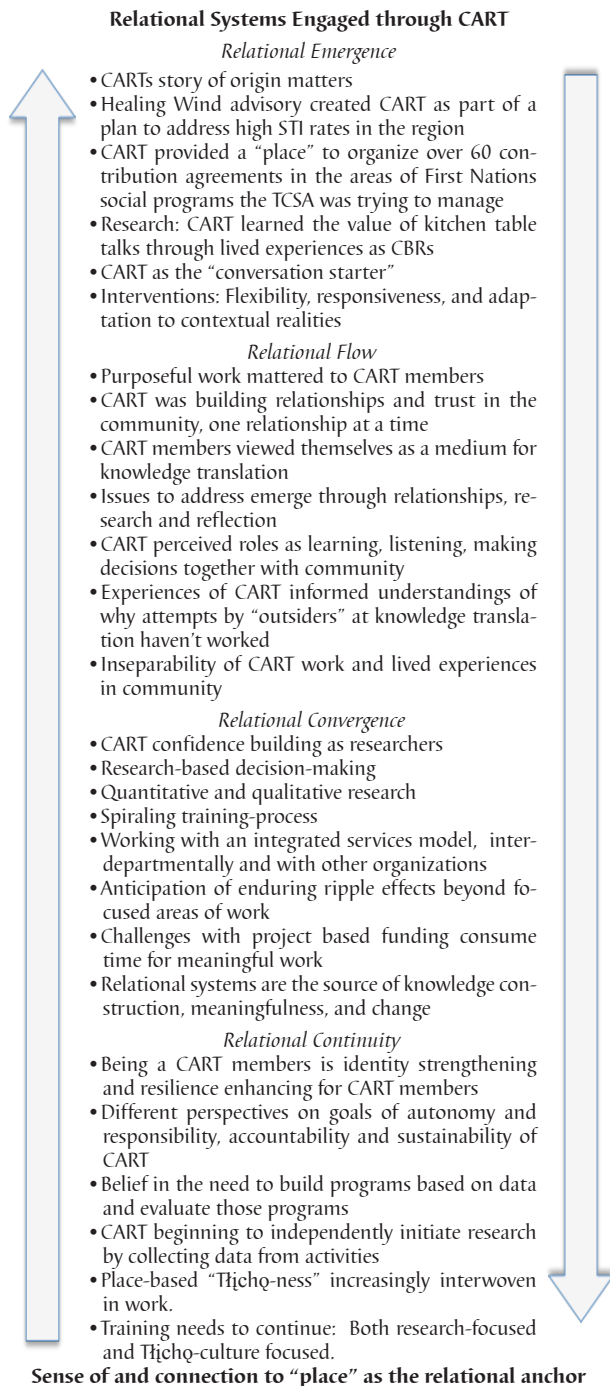 Relational Systems Engaged through CART
Relational Emergence
• CARTs story of origin matters
• Healing Wind advisory created CART as part of a
plan to address high STI rates in the region
• CART provided a “place” to organize over 60 con-
tribution agreements in the areas of First Nations
social programs the TCSA was trying to manage
• Research: CART learned the value of kitchen table
talks through lived experiences as CBRs
• CART as the “conversation starter”
• Interventions: Flexibility, responsiveness, and adap-
tation to contextual realities
Relational Flow
• Purposeful work mattered to CART members
• CART was building relationships and trust in the
community, one relationship at a time
• CART members viewed themselves as a medium for
knowledge translation
• Issues to address emerge through relationships, re-
search and reflection
• CART perceived roles as learning, listening, making
decisions together with community
• Experiences of CART informed understandings of
why attempts by “outsiders” at knowledge transla-
tion haven’t worked
• Inseparability of CART work and lived experiences
in community
Relational Convergence
• CART confidence building as researchers
• Research-based decision-making
• Quantitative and qualitative research
• Spiraling training-process
• Working with an integrated services model, inter-
departmentally and with other organizations
• Anticipation of enduring ripple effects beyond fo-
cused areas of work
• Challenges with project based funding consume
time for meaningful work
• Relational systems are the source of knowledge con-
struction, meaningfulness, and change
Relational Continuity
• Being a CART members is identity strengthening
and resilience enhancing for CART members
• Different perspectives on goals of autonomy and
responsibility, accountability and sustainability of
CART
• Belief in the need to build programs based on data
and evaluate those programs
• CART beginning to independently initiate research
by collecting data from activities
• Place-based “Tłįchǫ-ness” increasingly interwoven
in work.
• Training needs to continue: Both research-focused
and Tłįchǫ-culture focused.
Sense of and connection to “place” as the relational anchor